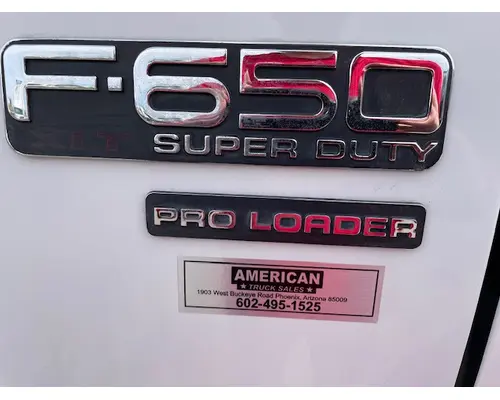 F-650
SUPER DUTY
PRO LOADER
AMERICAN
★ TRUCK SALES ★
1903 West Buckeye Road Phoenix, Arizona 85009
602-495-1525